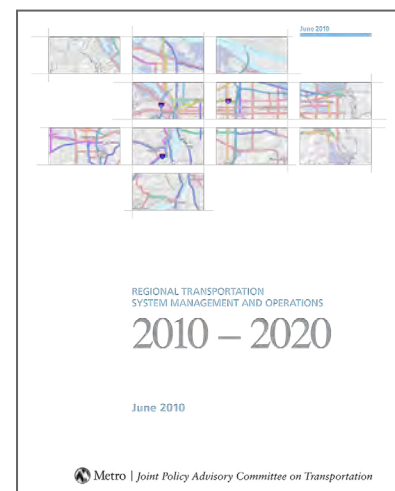 June 2010
REGIONAL TRANSPORTATION
SYSTEM MANAGEMENT AND OPERATIONS
2010 – 2020
June 2010
Metro | Joint Policy Advisory Committee on Transportation